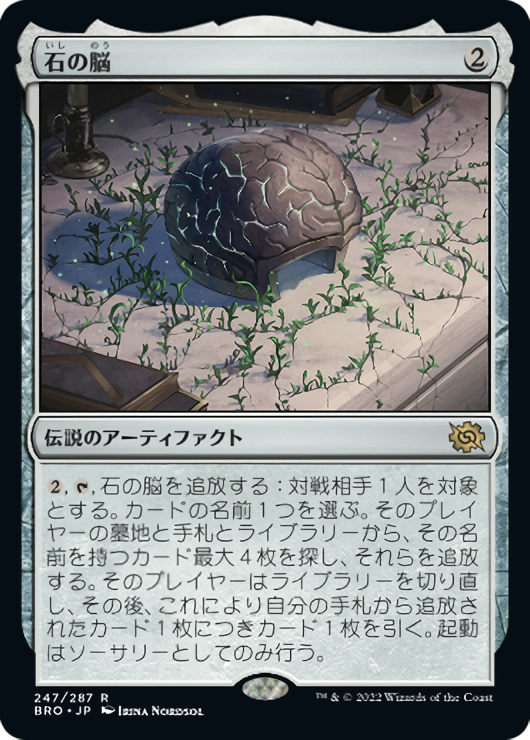 いし のう
石の脳 2
伝説のアーティファクト
2, , 石の脳を追放する：対戦相手１人を対象
とする。カードの名前１つを選ぶ。そのプレイ
ヤーの墓地と手札とライブラリーから、その名
前を持つカード最大４枚を探し、それらを追放
する。そのプレイヤーはライブラリーを切り直
し、その後、これにより自分の手札から追放さ
れたカード１枚につきカード１枚を引く。起動
はソーサリーとしてのみ行う。
247/287 R
BRO • JP Irina Nordsol
™ & © 2022 Wizards of the Coast